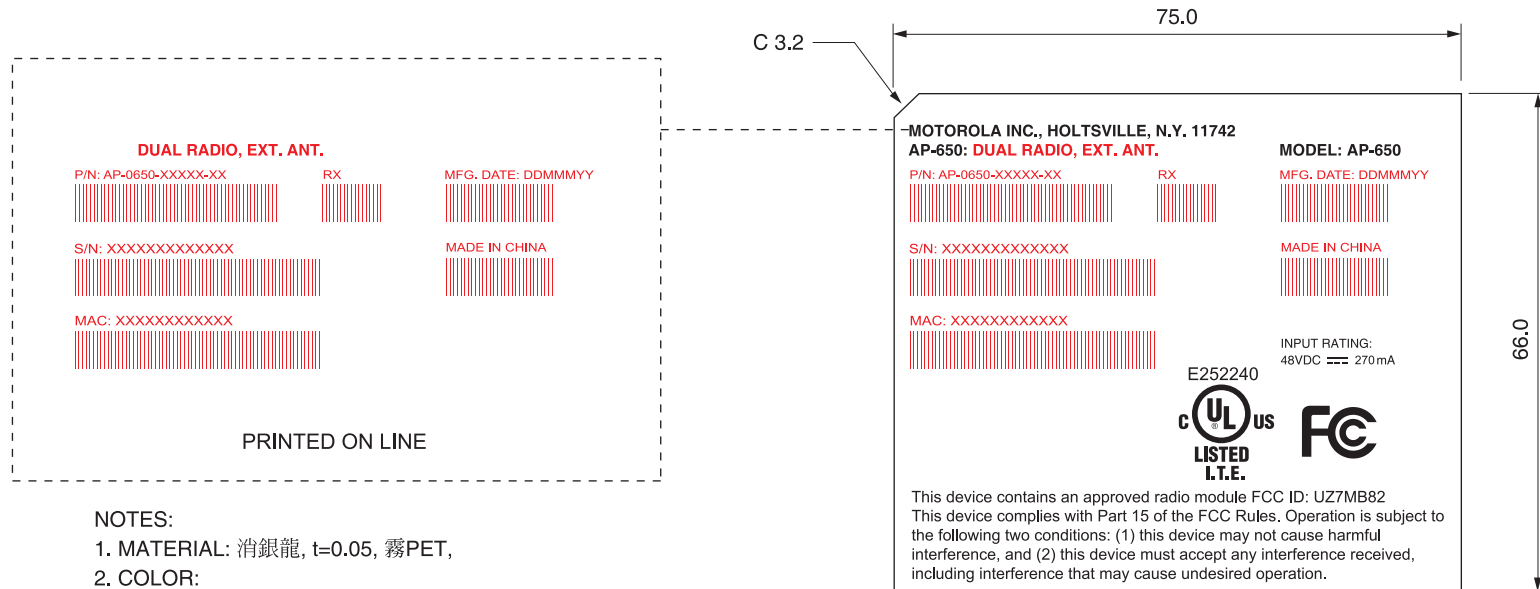 75.0
C 3.2
DUAL RADIO, EXT. ANT.
P/N: AP-0650-XXXXX-XX RX MFG. DATE: DDMMMYY
S/N: XXXXXXXXXXXXX MADE IN CHINA
MAC: XXXXXXXXXXXX
PRINTED ON LINE
MOTOROLA INC., HOLTSVILLE, N.Y. 11742
AP-650: DUAL RADIO, EXT. ANT. MODEL: AP-650
P/N: AP-0650-XXXXX-XX RX MFG. DATE: DDMMMYY
S/N: XXXXXXXXXXXXX MADE IN CHINA
MAC: XXXXXXXXXXXX
INPUT RATING:
48VDC 270 mA
E252240
C UL ® US
LISTED
I.T.E.
FC
66.0
This device contains an approved radio module FCC ID: UZ7MB82
This device complies with Part 15 of the FCC Rules. Operation is subject to
the following two conditions: (1) this device may not cause harmful
interference, and (2) this device must accept any interference received,
including interference that may cause undesired operation.
NOTES:
1. MATERIAL: 消銀龍, t=0.05, 霧PET,
2. COLOR: